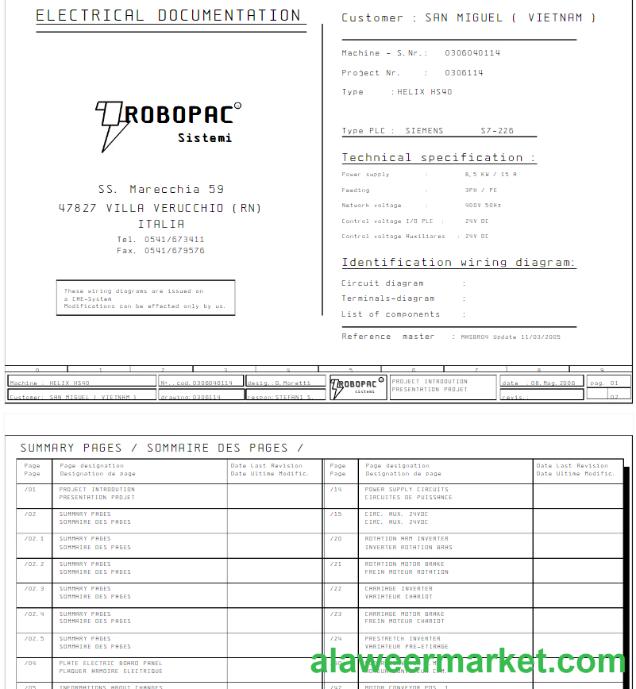 ELECTRICAL DOCUMENTATION
ROBOPAC
Sistemi
SS. Marecchia 59
47827 VILLA VERUCCHIO (RN)
ITALIA
Tel. 0541/673411
Fax. 0541/679576
These wiring diagrams are issued on
a CAE-System
Modifications can be effected only by us.
Customer : SAN MIGUEL ( VIETNAM )
Machine - S.Nr.: 0306040114
Project Nr. : 0306114
Type : HELIX HS40
Type PLC : SIEMENS S7-226
Technical specification :
Power supply : 6,5 KW / 15 A
Feeding : 3PH / PE
Network voltage : 400V 50Hz
Control voltage I/O PLC : 24V DC
Control voltage Auxiliares : 24V DC
Identification wiring diagram:
Circuit diagram :
Terminals-diagram :
List of components :
Reference master : Update 11/03/2005
0 1 2 3 4 5 6 7 8 9
Machine : HELIX HS40 Nr..cod.0306040114 desig.:D.Moretti ROBOPAC PROJECT INTRODUTION date : 08.Mag.2006 pag. 01
Sistemi PRESENTATION PROJET
Customer: SAN MIGUEL ( VIETNAM ) drawing:0306114 respon:STEFANI S. revis.: 02
SUMMARY PAGES / SOMMAIRE DES PAGES /
Page Page designation Date Last Revision Page Page designation Date Last Revision
Page Designation de page Date Ultime Modific. Page Designation de page Date Ultime Modific.
/01 PROJECT INTRODUTION /14 POWER SUPPLY CIRCUITS
PRESENTATION PROJET CIRCUITES DE PUISSANCE
/02 SUMMARY PAGES /15 CIRC. AUX. 24VDC
SOMMAIRE DES PAGES CIRC. AUX. 24VDC
/02.1 SUMMARY PAGES /20 ROTATION ARM INVERTER
SOMMAIRE DES PAGES INVERTER ROTATION BRAS
/02.2 SUMMARY PAGES /21 ROTATION MOTOR BRAKE
SOMMAIRE DES PAGES FREIN MOTEUR ROTATION
/02.3 SUMMARY PAGES /22 CARRIAGE INVERTER
SOMMAIRE DES PAGES VARIATEUR CHARIOT
/02.4 SUMMARY PAGES /23 CARRIAGE MOTOR BRAKE
SOMMAIRE DES PAGES FREIN MOTEUR CHARIOT
/02.5 SUMMARY PAGES /24 PRESTRETCH INVERTER
SOMMAIRE DES PAGES VARIATEUR PRE-ETIRAGE
/04 PLATE ELECTRIC BOARD PANEL
PLAQUER ARMOIRE ELECTRIQUE
/05 INFORMATIONS ABOUT CHANGES /42 MOTOR CONVEYOR POS. 1
alaweermarket.com